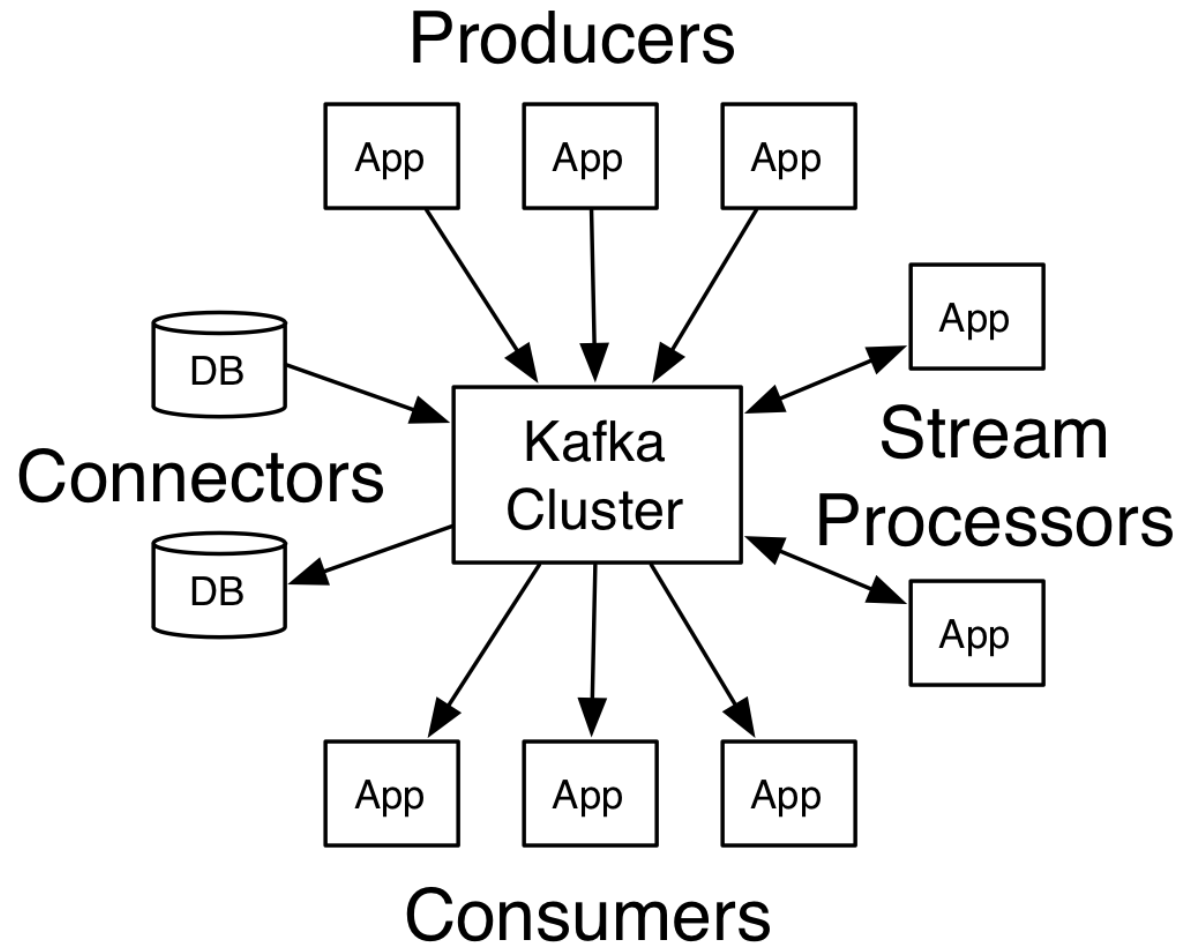 Producers
App
App
App
App
DB
Kafka
Cluster
Stream
Processors
Connectors
DB
App
App
App
App
Consumers